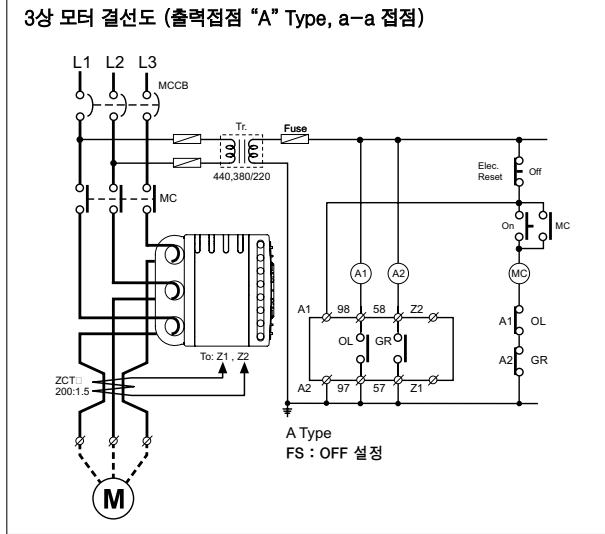 3상 모터 결선도 (출력접점 “A” Type, a-a 접점)
L1 L2 L3
MCCB
Tr.
Fuse
440,380/220
Elec.
Reset
Off
MC
On
MC
A1
A2
MC
A1 98 58 Z2
OL GR
A1 OL
A2 GR
To: Z1 , Z2
A2 97 57 Z1
ZCT□
200:1.5
A Type
FS : OFF 설정
M